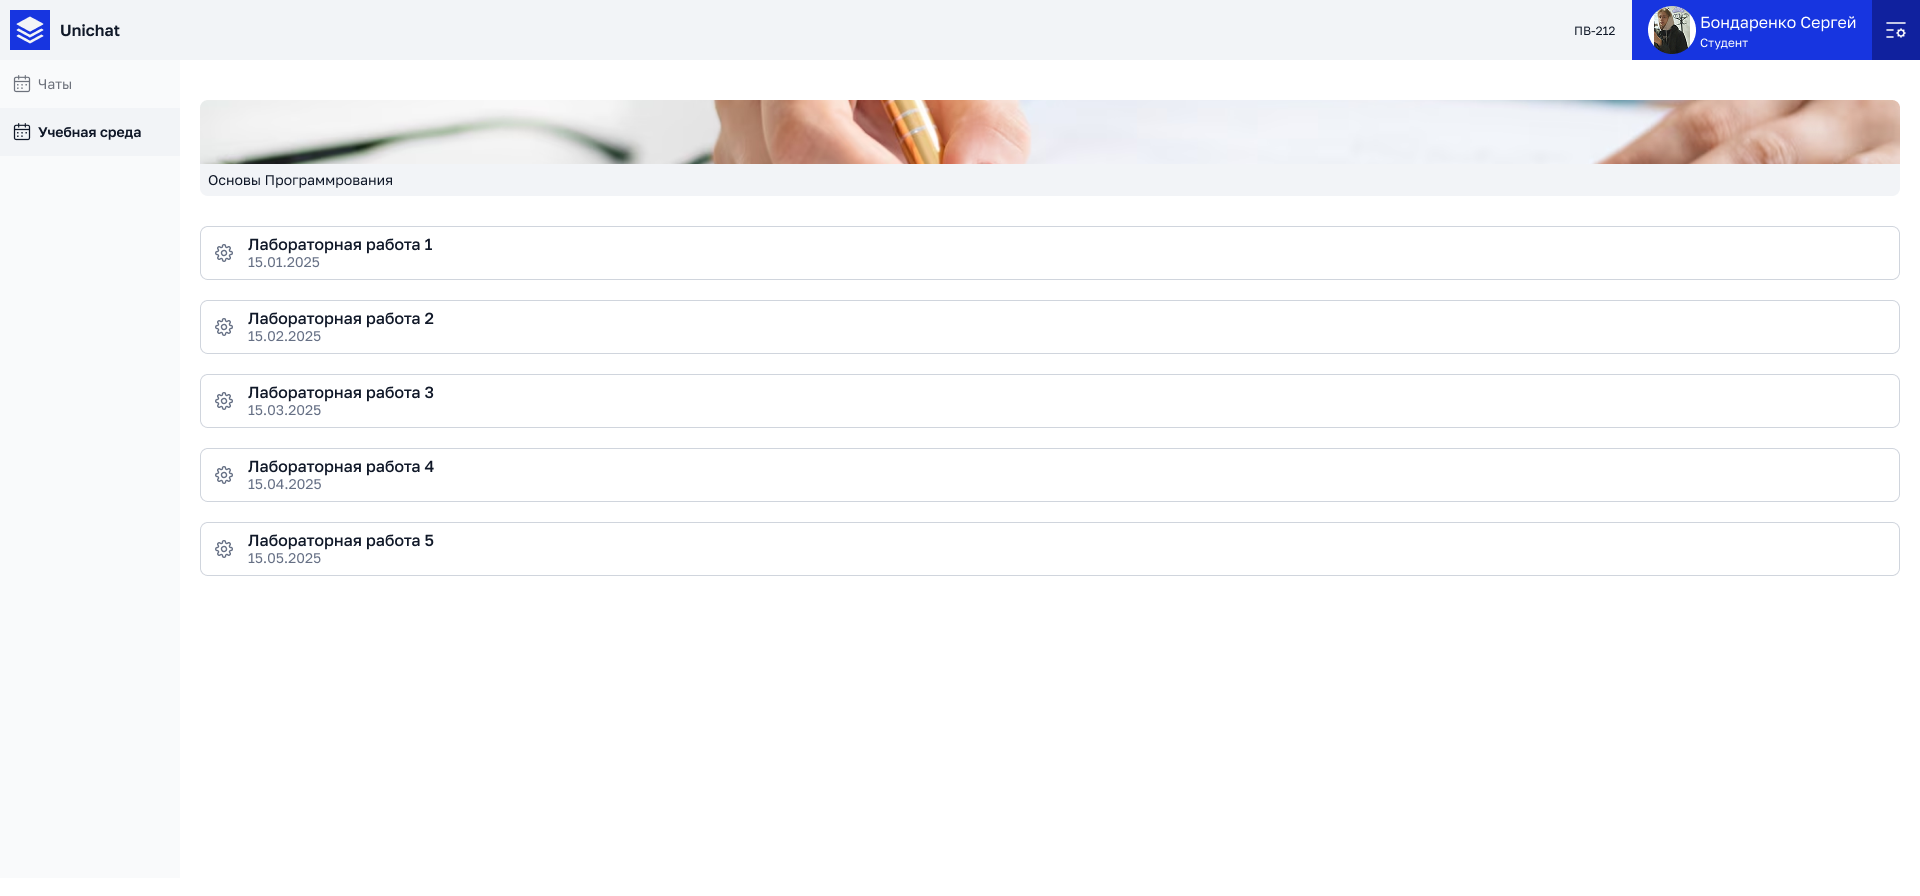 Unichat
ПВ-212
Бондаренко Сергей
Студент
Чаты
Учебная среда
Основы Программрования
Лабораторная работа 1
15.01.2025
Лабораторная работа 2
15.02.2025
Лабораторная работа 3
15.03.2025
Лабораторная работа 4
15.04.2025
Лабораторная работа 5
15.05.2025